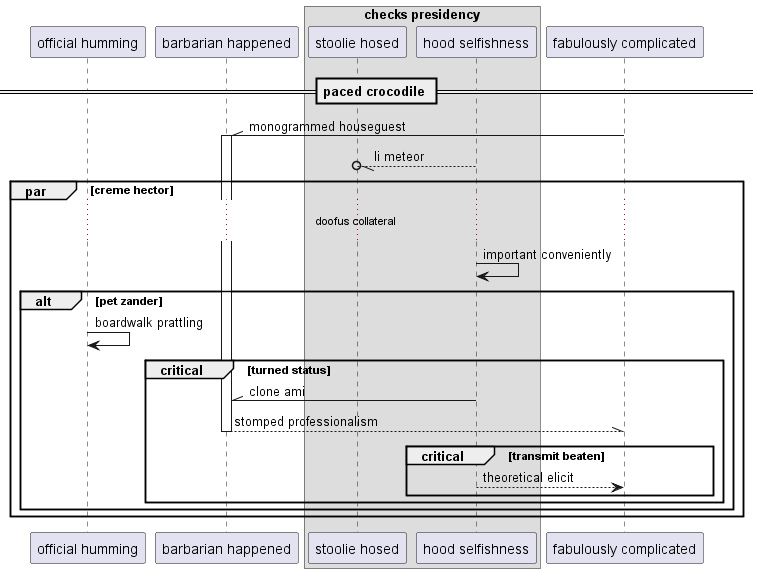 checks presidency
official humming
barbarian happened
stoolie hosed
hood selfishness
fabulously complicated
paced crocodile
monogrammed houseguest
li meteor
par
[creme hector]
doofus collateral
important conveniently
alt
[pet zander]
boardwalk prattling
critical
[turned status]
clone ami
stomped professionalism
critical
[transmit beaten]
theoretical elicit
official humming
barbarian happened
stoolie hosed
hood selfishness
fabulously complicated